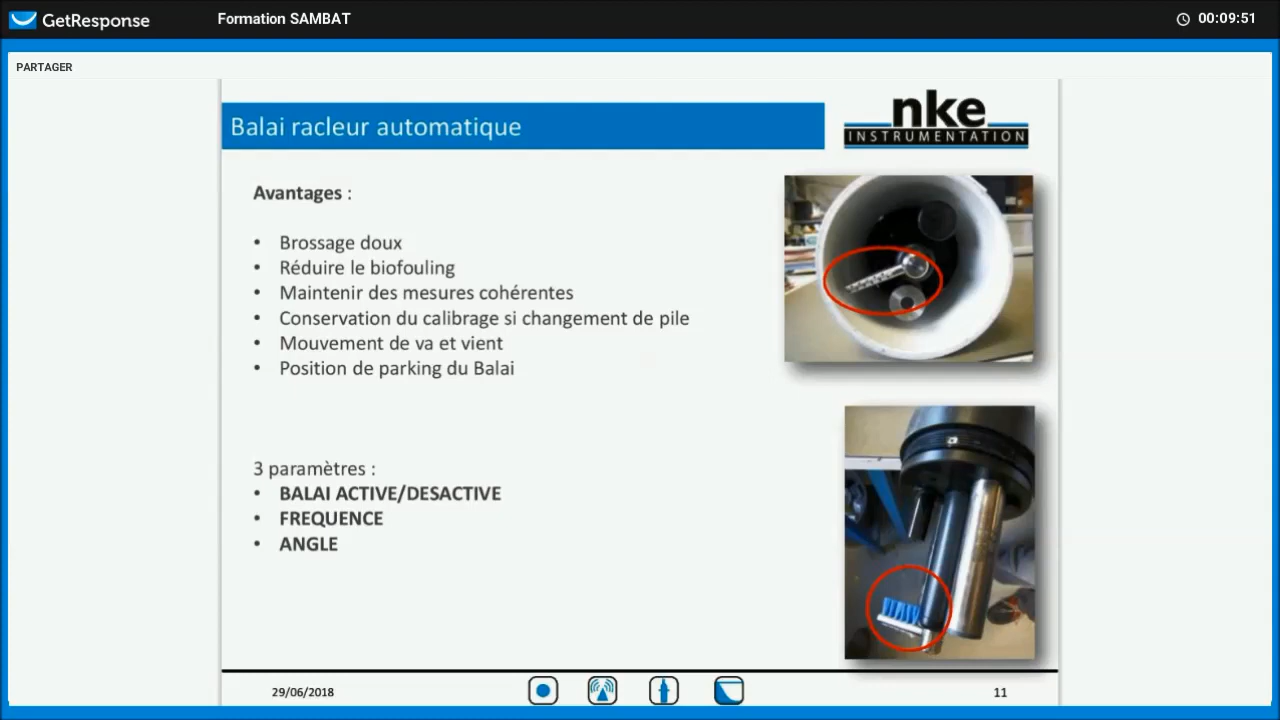 GetResponse
Formation SAMBAT
00:09:51
PARTAGER
Balai racleur automatique
nke
INSTRUMENTATION
Avantages :
• Brossage doux
• Réduire le biofouling
• Maintenir des mesures cohérentes
• Conservation du calibrage si changement de pile
• Mouvement de va et vient
• Position de parking du Balai
3 paramètres :
• BALAI ACTIVE/DESACTIVE
• FREQUENCE
• ANGLE
29/06/2018
11